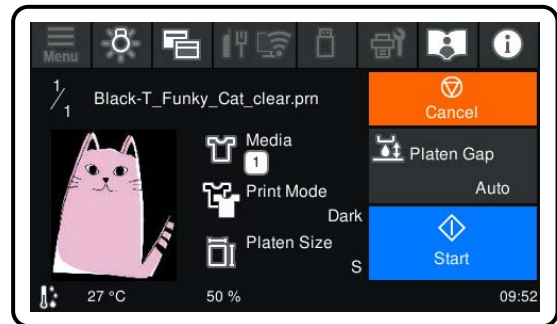 Menu
1/1
Black-T_Funky_Cat_clear.prn
Cancel
Media
1
Platen Gap
Auto
Print Mode
Dark
Platen Size
S
Start
27 °C
50 %
09:52